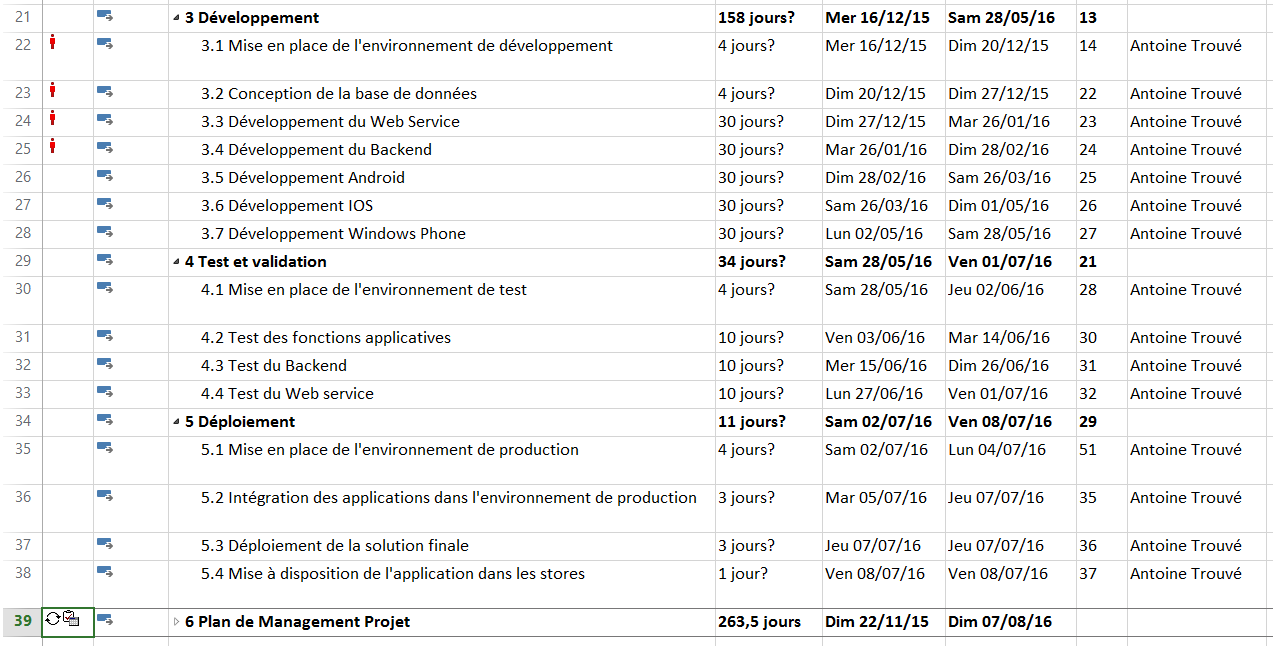 21 3 Développement 158 jours? Mer 16/12/15 Sam 28/05/16 13
22 3.1 Mise en place de l'environnement de développement 4 jours? Mer 16/12/15 Dim 20/12/15 14 Antoine Trouvé
23 3.2 Conception de la base de données 4 jours? Dim 20/12/15 Dim 27/12/15 22 Antoine Trouvé
24 3.3 Développement du Web Service 30 jours? Dim 27/12/15 Mar 26/01/16 23 Antoine Trouvé
25 3.4 Développement du Backend 30 jours? Mar 26/01/16 Dim 28/02/16 24 Antoine Trouvé
26 3.5 Développement Android 30 jours? Dim 28/02/16 Sam 26/03/16 25 Antoine Trouvé
27 3.6 Développement IOS 30 jours? Sam 26/03/16 Dim 01/05/16 26 Antoine Trouvé
28 3.7 Développement Windows Phone 30 jours? Lun 02/05/16 Sam 28/05/16 27 Antoine Trouvé
29 4 Test et validation 34 jours? Sam 28/05/16 Ven 01/07/16 21
30 4.1 Mise en place de l'environnement de test 4 jours? Sam 28/05/16 Jeu 02/06/16 28 Antoine Trouvé
31 4.2 Test des fonctions applicatives 10 jours? Ven 03/06/16 Mar 14/06/16 30 Antoine Trouvé
32 4.3 Test du Backend 10 jours? Mer 15/06/16 Dim 26/06/16 31 Antoine Trouvé
33 4.4 Test du Web service 10 jours? Lun 27/06/16 Ven 01/07/16 32 Antoine Trouvé
34 5 Déploiement 11 jours? Sam 02/07/16 Ven 08/07/16 29
35 5.1 Mise en place de l'environnement de production 4 jours? Sam 02/07/16 Lun 04/07/16 51 Antoine Trouvé
36 5.2 Intégration des applications dans l'environnement de production 3 jours? Mar 05/07/16 Jeu 07/07/16 35 Antoine Trouvé
37 5.3 Déploiement de la solution finale 3 jours? Jeu 07/07/16 Jeu 07/07/16 36 Antoine Trouvé
38 5.4 Mise à disposition de l'application dans les stores 1 jour? Ven 08/07/16 Ven 08/07/16 37 Antoine Trouvé
39 6 Plan de Management Projet 263,5 jours Dim 22/11/15 Dim 07/08/16